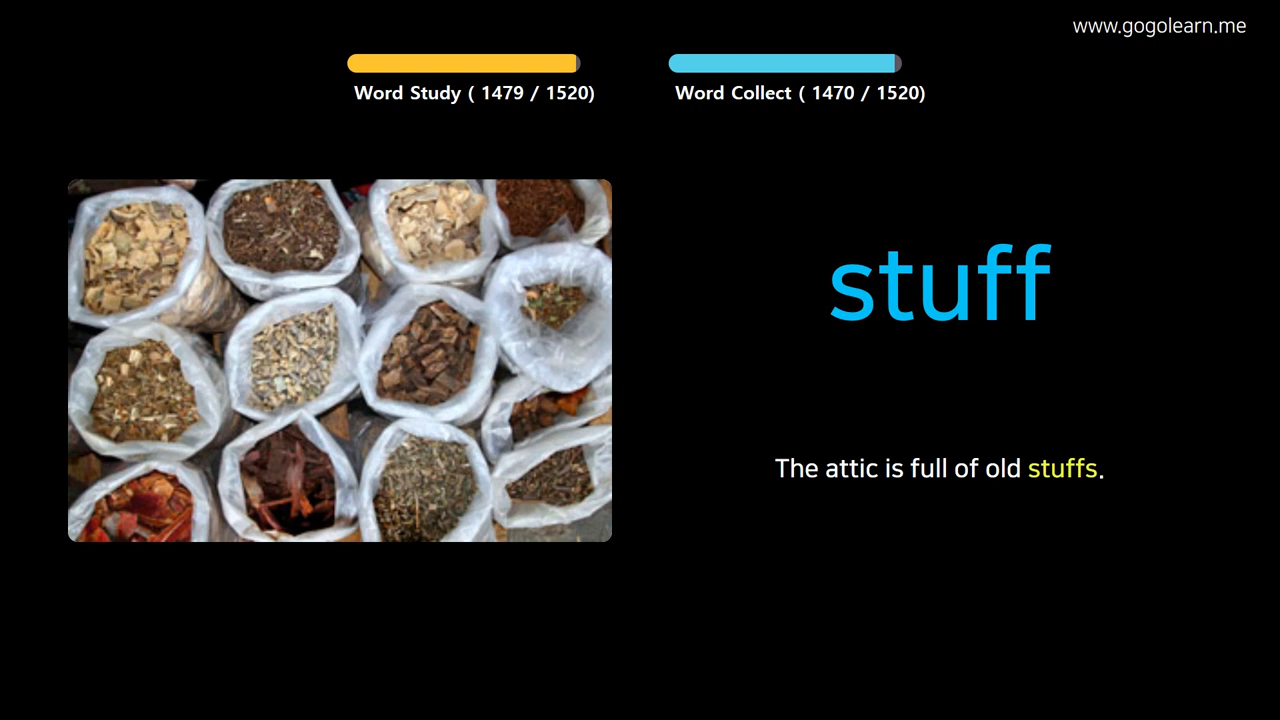 www.gogolearn.me
Word Study ( 1479 / 1520)
Word Collect ( 1470 / 1520)
stuff
The attic is full of old stuffs.